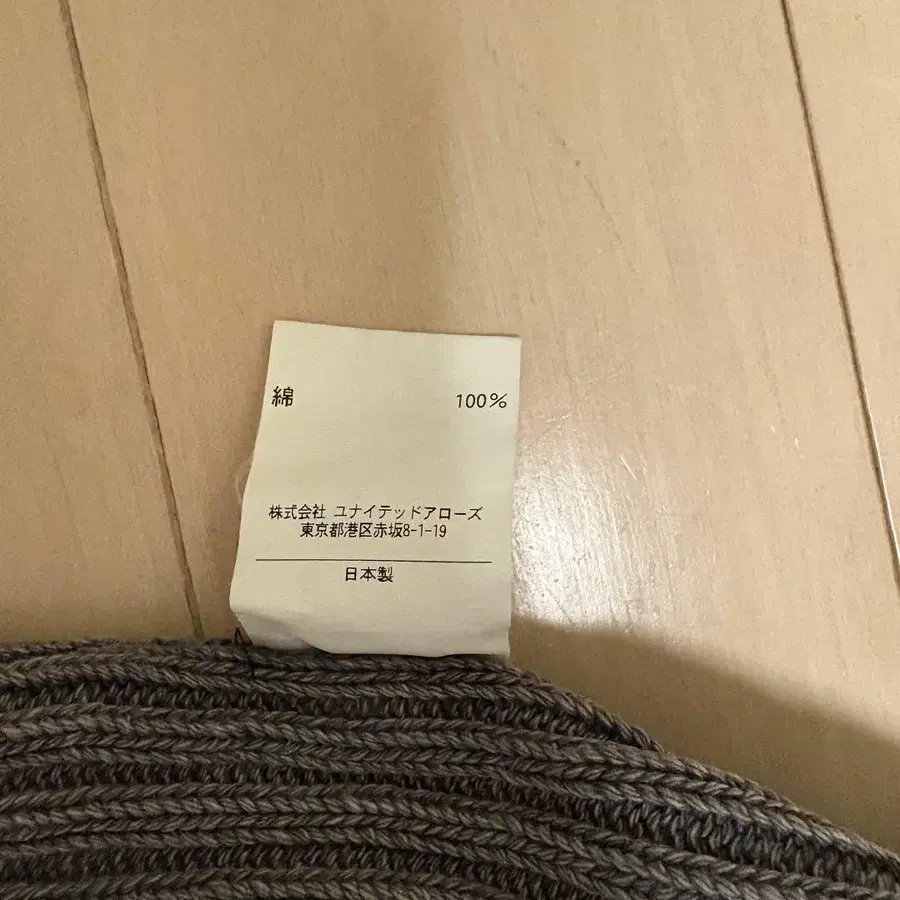 綿 100%
株式会社 ユナイテッドアローズ
東京都港区赤坂8-1-19
日本製